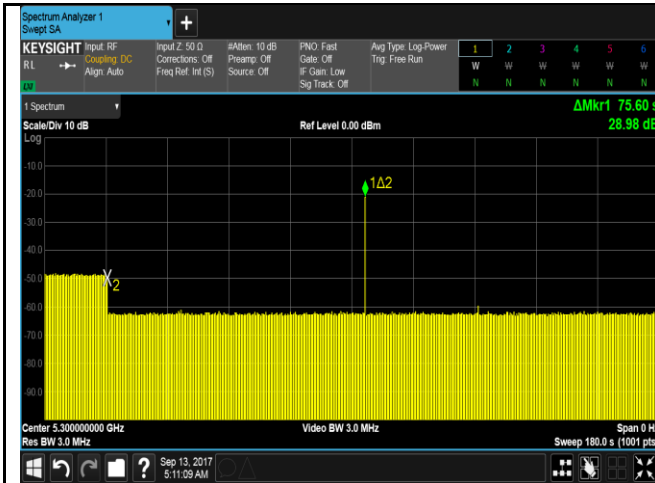 Spectrum Analyzer 1
Swept SA
+
KEYSIGHT Input: RF Input Z: 50 Ω #Atten: 10 dB PNO: Fast Avg Type: Log-Power 1 2 3 4 5 6
RL Coupling: DC Corrections: Off Preamp: Off Gate: Off Trig: Free Run W W W W W W
Align: Auto Freq Ref: Int (S) Source: Off IF Gain: Low
Sig Track: Off N N N N N N
1 Spectrum ΔMkr1 75.60 s
Scale/Div 10 dB Ref Level 0.00 dBm 28.98 dB
Log
-10.0
1Δ2
-20.0
-30.0
-40.0
-50.0
2
-60.0
-70.0
-80.0
-90.0
Center 5.300000000 GHz Video BW 3.0 MHz Span 0 H
Res BW 3.0 MHz Sweep 180.0 s (1001 pts
? Sep 13, 2017
5:11:09 AM